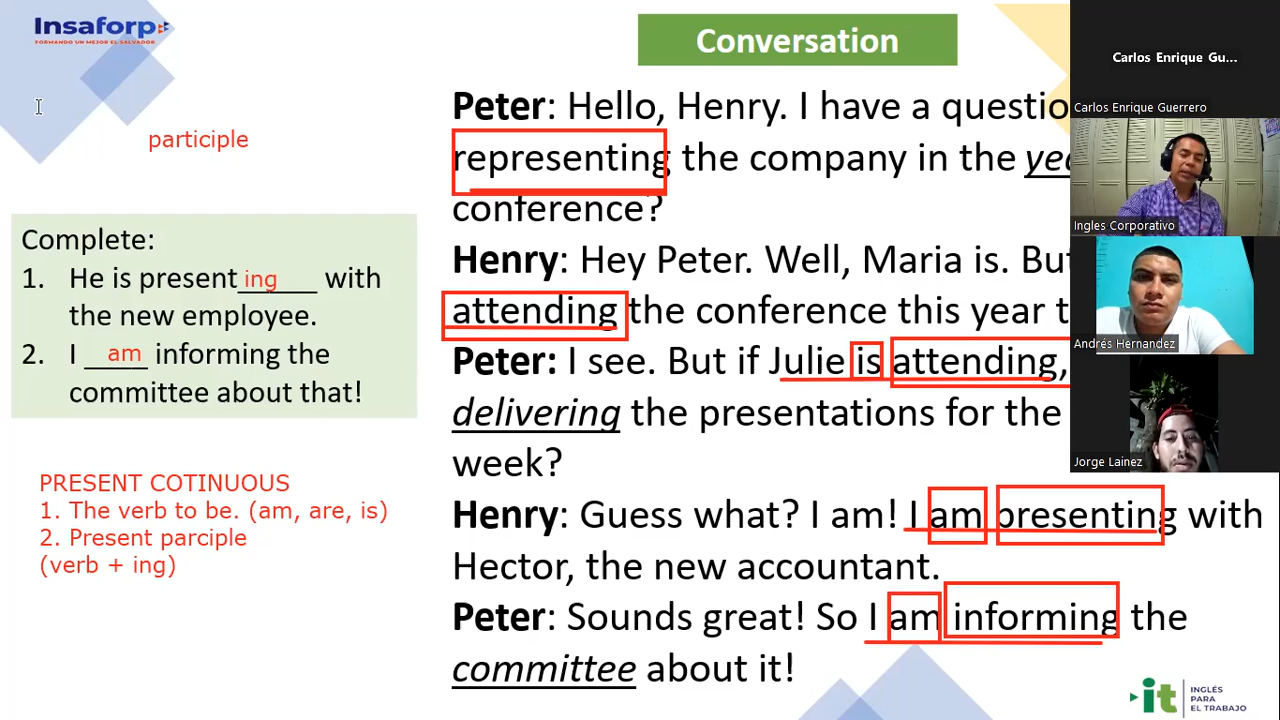 Insaforp
FORMANDO UN MEJOR EL SALVADOR
Conversation
participle
Complete:
1. He is present ing____ with
the new employee.
2. I _am_ informing the
committee about that!
PRESENT COTINUOUS
1. The verb to be. (am, are, is)
2. Present parciple
(verb + ing)
Peter: Hello, Henry. I have a questio
representing the company in the yea
conference?
Henry: Hey Peter. Well, Maria is. But
attending the conference this year t
Peter: I see. But if Julie is attending,
delivering the presentations for the
week?
Henry: Guess what? I am! I am presenting with
Hector, the new accountant.
Peter: Sounds great! So I am informing the
committee about it!
Carlos Enrique Gu...
Carlos Enrique Guerrero
Ingles Corporativo
Andrés Hernandez
Jorge Lainez
it
INGLÉS
PARA
EL TRABAJO